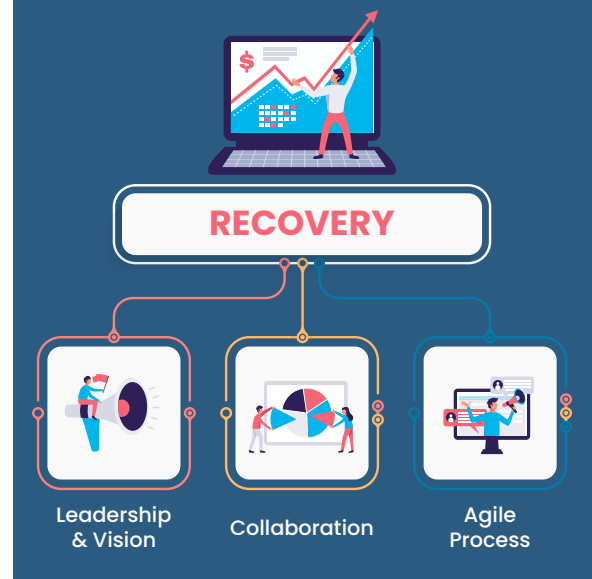 $
RECOVERY
Leadership
& Vision
Collaboration
Agile
Process